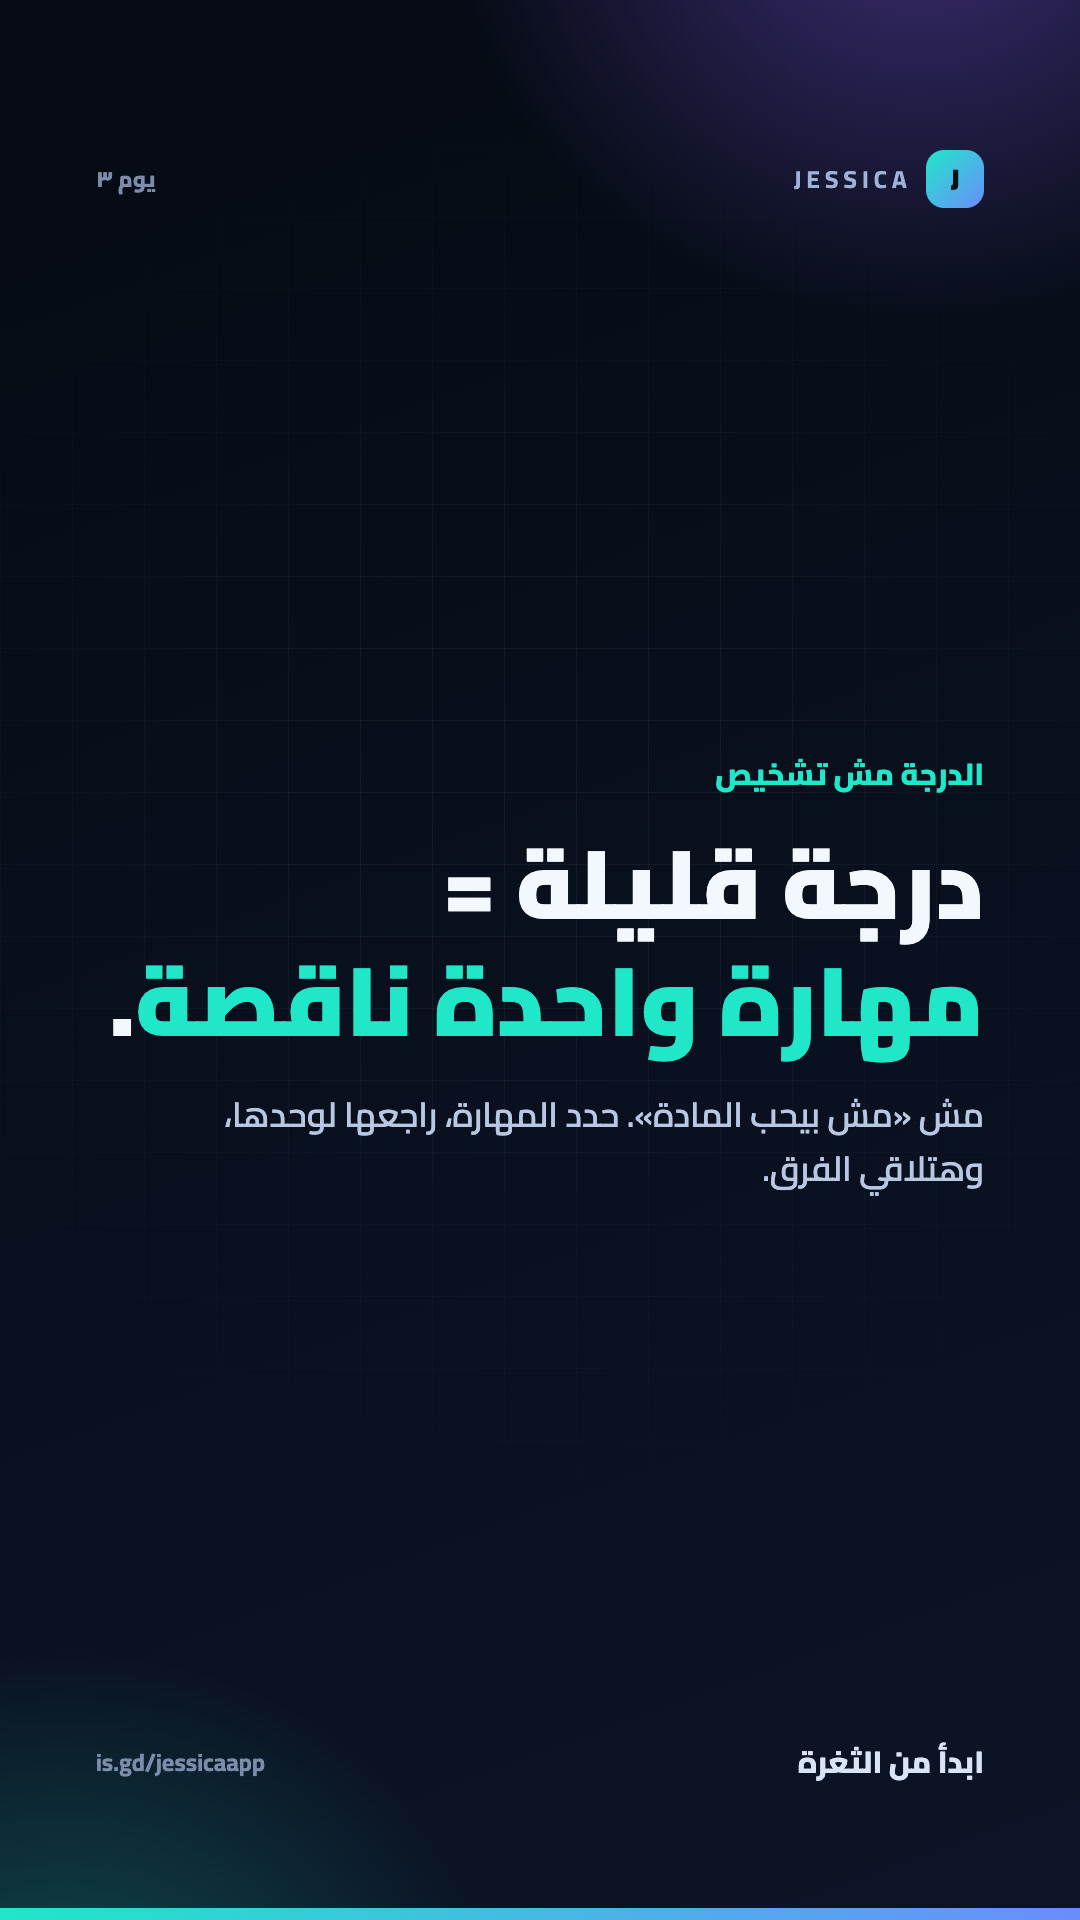 J
JESSICA
يوم ٣
الدرجة مش تشخيص
درجة قليلة =
مهارة واحدة ناقصة.
مش «مش بيحب المادة». حدد المهارة، راجعها لوحدها،
وهتلاقي الفرق.
ابدأ من الثغرة
is.gd/jessicaapp